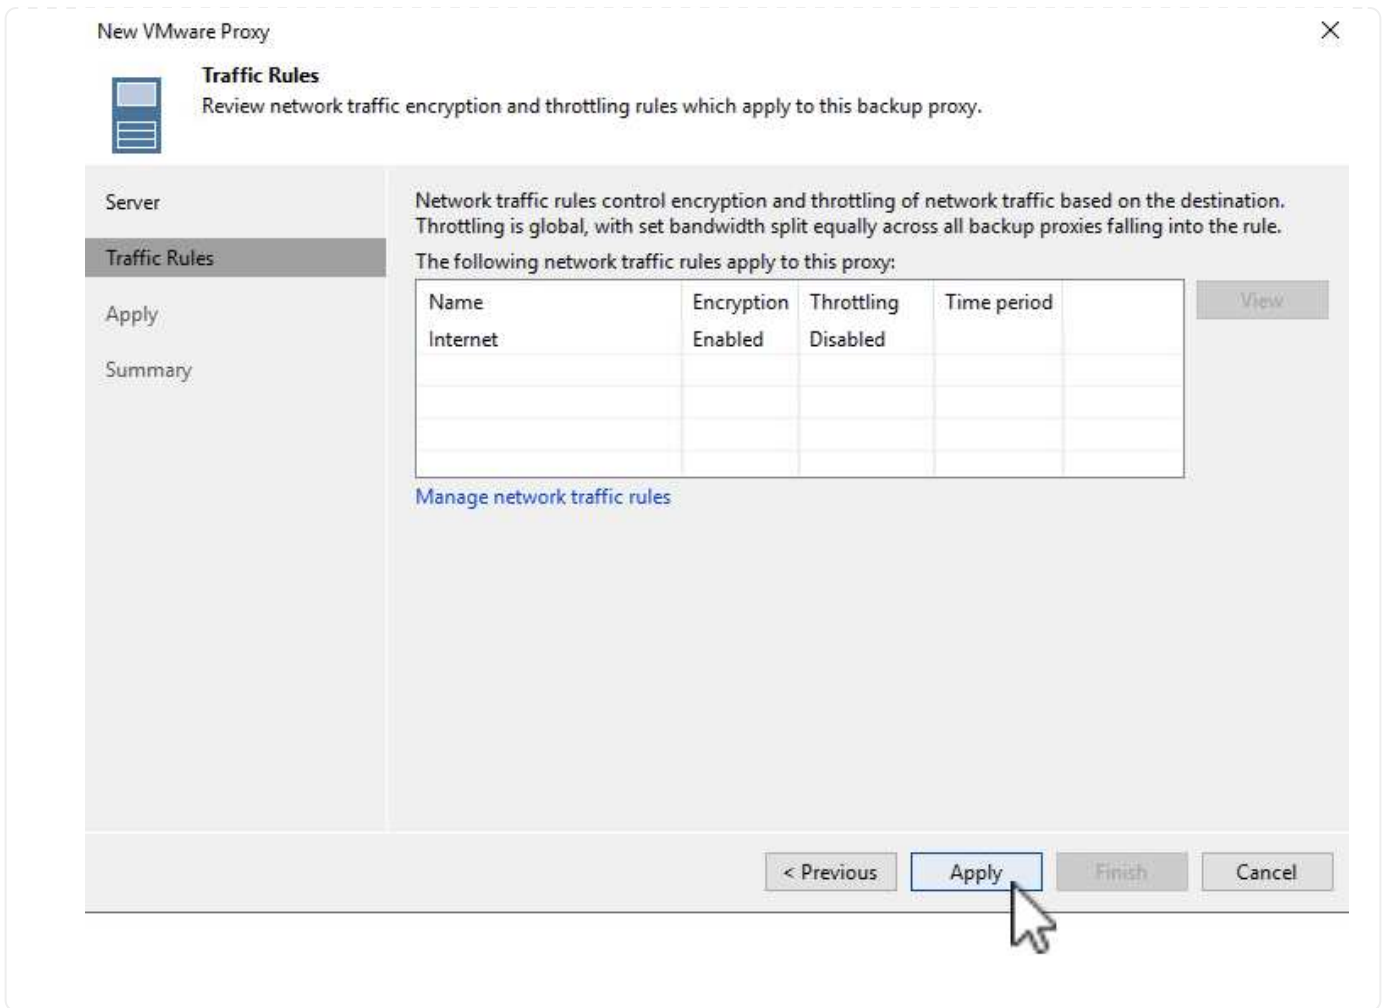 New VMware Proxy
Traffic Rules
Review network traffic encryption and throttling rules which apply to this backup proxy.
Server
Traffic Rules
Apply
Summary
Network traffic rules control encryption and throttling of network traffic based on the destination.
Throttling is global, with set bandwidth split equally across all backup proxies falling into the rule.
The following network traffic rules apply to this proxy:
Name Encryption Throttling Time period
Internet Enabled Disabled
View
Manage network traffic rules
< Previous Apply Finish Cancel